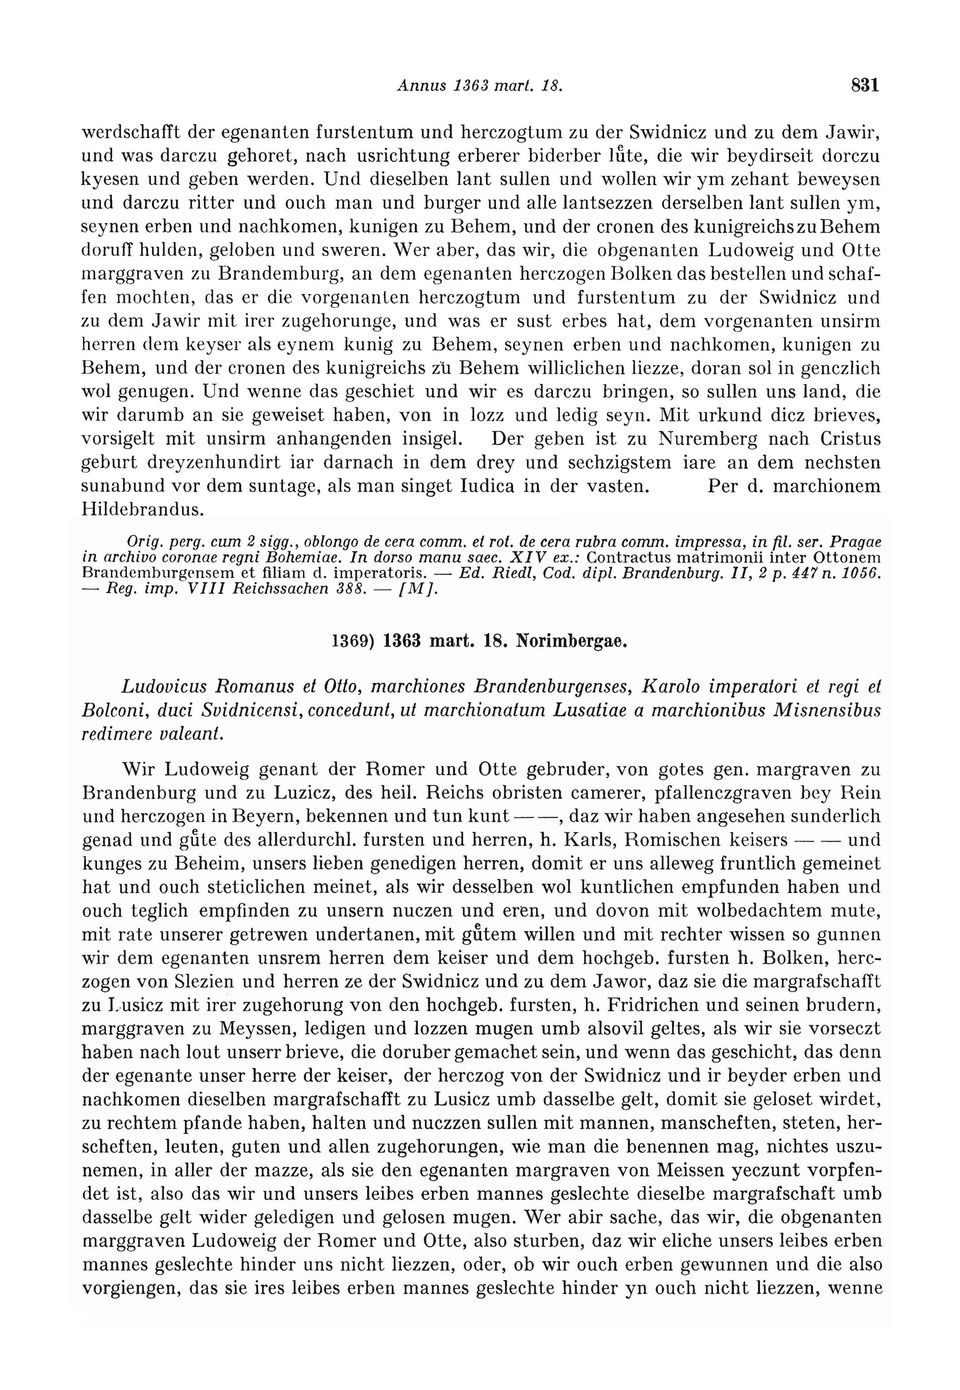 Annus 1363 mart. 18. 831
werdschafft der egenanten furstentum und herczogtum zu der Swidnicz und zu dem Jawir,
und was darczu gehoret, nach usrichtung erberer biderber luͤte, die wir beydirseit dorczu
kyesen und geben werden. Und dieselben lant sullen und wollen wir ym zehant beweysen
und darczu ritter und ouch man und burger und alle lantsezzen derselben lant sullen ym,
seynen erben und nachkomen, kunigen zu Behem, und der cronen des kunigreichs zu Behem
doruff hulden, geloben und sweren. Wer aber, das wir, die obgenanten Ludoweig und Otte
marggraven zu Brandemburg, an dem egenanten herczogen Bolken das bestellen und schaf-
fen mochten, das er die vorgenanten herczogtum und furstentum zu der Swidnicz und
zu dem Jawir mit irer zugehorunge, und was er sust erbes hat, dem vorgenanten unsirm
herren dem keyser als eynem kunig zu Behem, seynen erben und nachkomen, kunigen zu
Behem, und der cronen des kunigreichs zů Behem williclichen liezze, doran sol in genczlich
wol genugen. Und wenne das geschiet und wir es darczu bringen, so sullen uns land, die
wir darumb an sie geweiset haben, von in lozz und ledig seyn. Mit urkund dicz brieves,
vorsigelt mit unsirm anhangenden insigel. Der geben ist zu Nuremberg nach Cristus
geburt dreyzenhundirt iar darnach in dem drey und sechzigstem iare an dem nechsten
sunabund vor dem suntage, als man singet Iudica in der vasten. Per d. marchionem
Hildebrandus.
Orig. perg. cum 2 sigg., oblongo de cera comm. et rot. de cera rubra comm. impressa, in fil. ser. Pragae
in archivo coronae regni Bohemiae. In dorso manu saec. XIV ex.: Contractus matrimonii inter Ottonem
Brandemburgensem et filiam d. imperatoris. — Ed. Riedl, Cod. dipl. Brandenburg. II, 2 p. 447 n. 1056.
— Reg. imp. VIII Reichssachen 388. — [M].
1369) 1363 mart. 18. Norimbergae.
Ludovicus Romanus et Otto, marchiones Brandenburgenses, Karolo imperatori et regi et
Bolconi, duci Svidnicensi, concedunt, ut marchionatum Lusatiae a marchionibus Misnensibus
redimere valeant.
Wir Ludoweig genant der Romer und Otte gebruder, von gotes gen. margraven zu
Brandenburg und zu Luzicz, des heil. Reichs obristen camerer, pfallenczgraven bey Rein
und herczogen in Beyern, bekennen und tun kunt — —, daz wir haben angesehen sunderlich
genad und guͤte des allerdurchl. fursten und herren, h. Karls, Romischen keisers — — und
kunges zu Beheim, unsers lieben genedigen herren, domit er uns alleweg fruntlich gemeinet
hat und ouch steticlichen meinet, als wir desselben wol kuntlichen empfunden haben und
ouch teglich empfinden zu unsern nuczen und eren, und dovon mit wolbedachtem mute,
mit rate unserer getrewen undertanen, mit guͤtem willen und mit rechter wissen so gunnen
wir dem egenanten unsrem herren dem keiser und dem hochgeb. fursten h. Bolken, herc-
zogen von Slezien und herren ze der Swidnicz und zu dem Jawor, daz sie die margrafschafft
zu Lusicz mit irer zugehorung von den hochgeb. fursten, h. Fridrichen und seinen brudern,
marggraven zu Meyssen, ledigen und lozzen mugen umb alsovil geltes, als wir sie vorseczt
haben nach lout unserr brieve, die doruber gemachet sein, und wenn das geschicht, das denn
der egenante unser herre der keiser, der herczog von der Swidnicz und ir beyder erben und
nachkomen dieselben margrafschafft zu Lusicz umb dasselbe gelt, domit sie geloset wirdet,
zu rechtem pfande haben, halten und nuczzen sullen mit mannen, manscheften, steten, her-
scheften, leuten, guten und allen zugehorungen, wie man die benennen mag, nichtes uszu-
nemen, in aller der mazze, als sie den egenanten margraven von Meissen yeczunt vorpfen-
det ist, also das wir und unsers leibes erben mannes geslechte dieselbe margrafschaft umb
dasselbe gelt wider geledigen und gelosen mugen. Wer abir sache, das wir, die obgenanten
marggraven Ludoweig der Romer und Otte, also sturben, daz wir eliche unsers leibes erben
mannes geslechte hinder uns nicht liezzen, oder, ob wir ouch erben gewunnen und die also
vorgiengen, das sie ires leibes erben mannes geslechte hinder yn ouch nicht liezzen, wenne